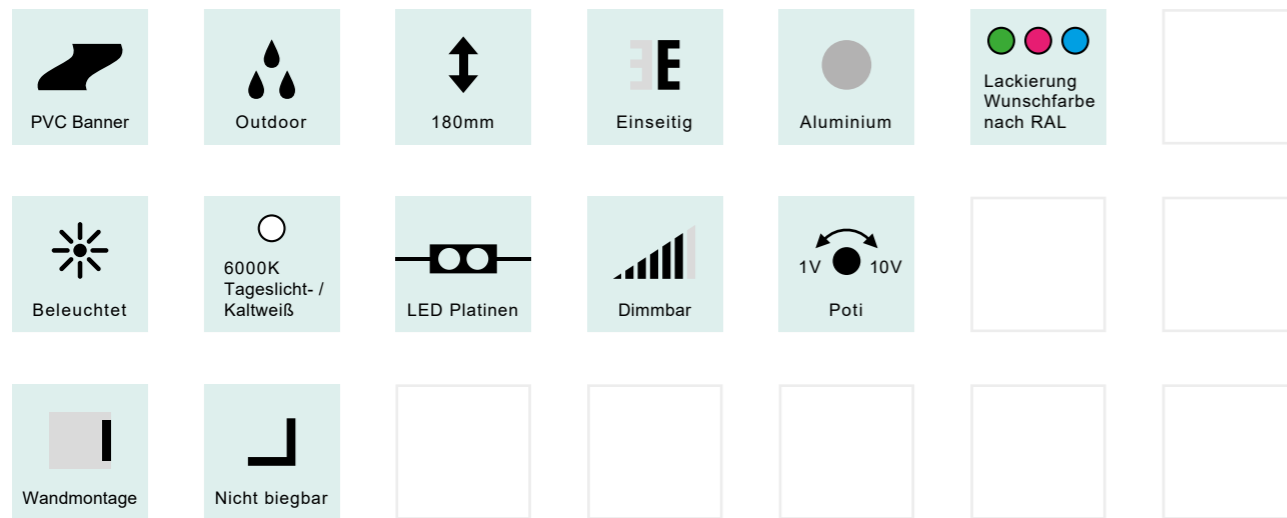 PVC Banner
Outdoor
180mm
Einseitig
Aluminium
Lackierung
Wunschfarbe
nach RAL
Beleuchtet
6000K
Tageslicht- /
Kaltweiß
LED Platinen
Dimmbar
1V 10V
Poti
Wandmontage
Nicht biegbar